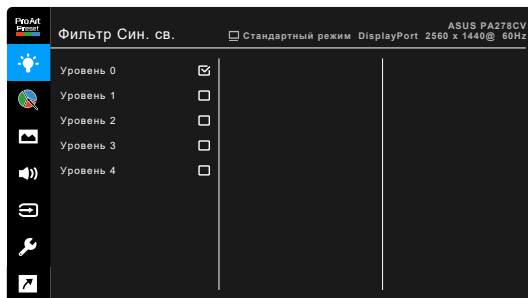 ProArt
Preset
Фильтр Син. св.
ASUS PA278CV
Стандартный режим DisplayPort 2560 x 1440@ 60Hz
Уровень 0
Уровень 1
Уровень 2
Уровень 3
Уровень 4